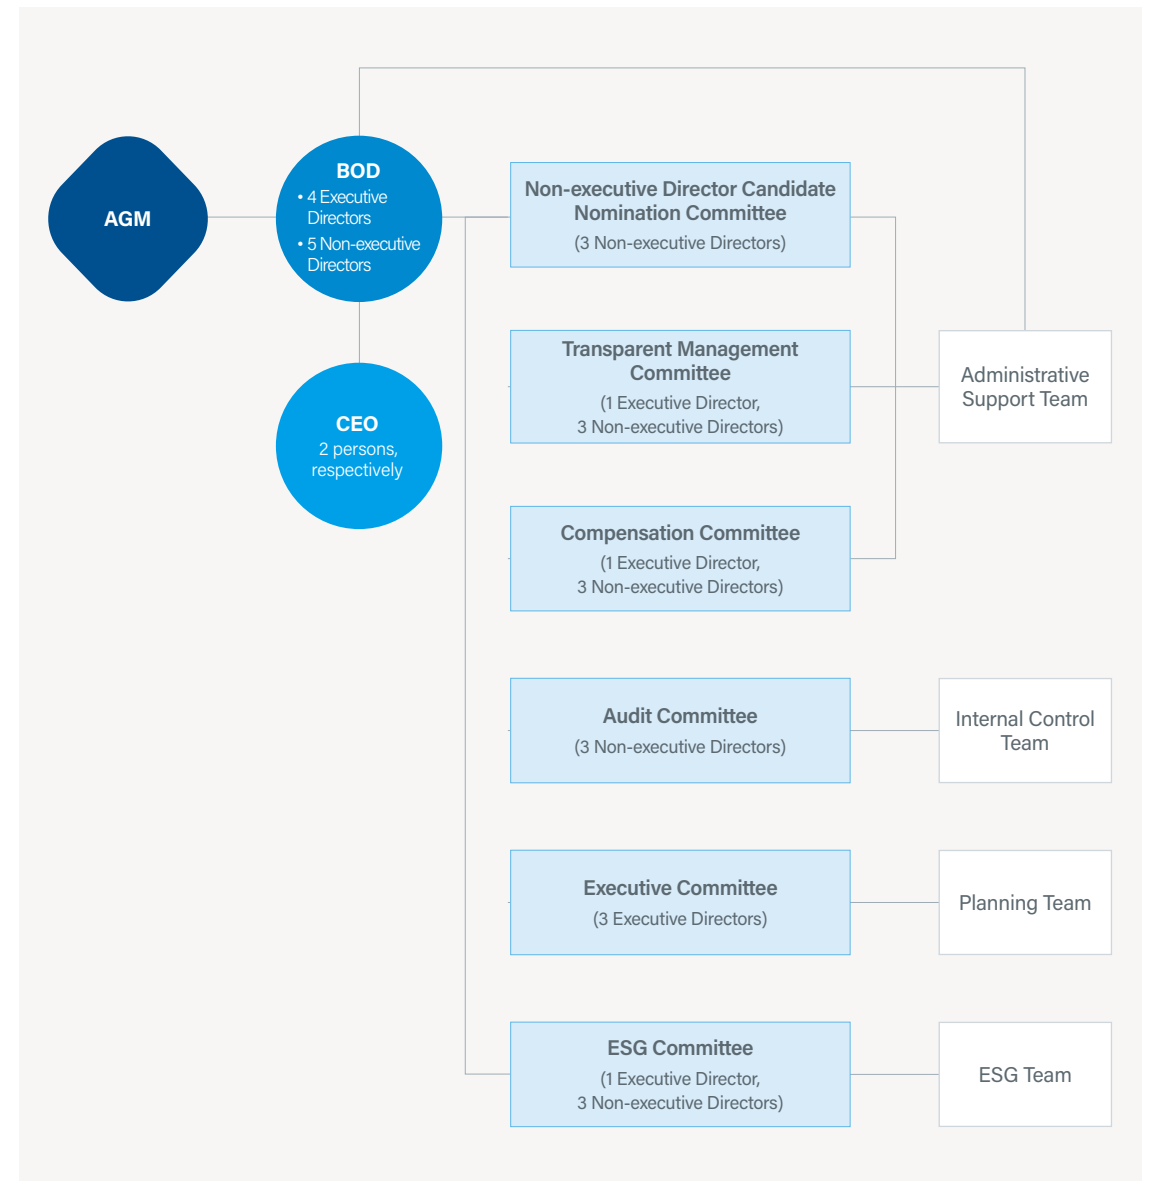 AGM
BOD
• 4 Executive
Directors
• 5 Non-executive
Directors
CEO
2 persons,
respectively
Non-executive Director Candidate
Nomination Committee
(3 Non-executive Directors)
Transparent Management
Committee
(1 Executive Director,
3 Non-executive Directors)
Administrative
Support Team
Compensation Committee
(1 Executive Director,
3 Non-executive Directors)
Audit Committee
(3 Non-executive Directors)
Internal Control
Team
Executive Committee
(3 Executive Directors)
Planning Team
ESG Committee
(1 Executive Director,
3 Non-executive Directors)
ESG Team